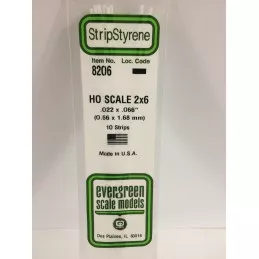 StripStyrene
Item No. Loc. Code
8206
HO SCALE 2x6
.022 x .066"
(0.56 x 1.68 mm)
10 Strips
Made in U.S.A.
evergreen
scale models
Des Plaines, IL 60018